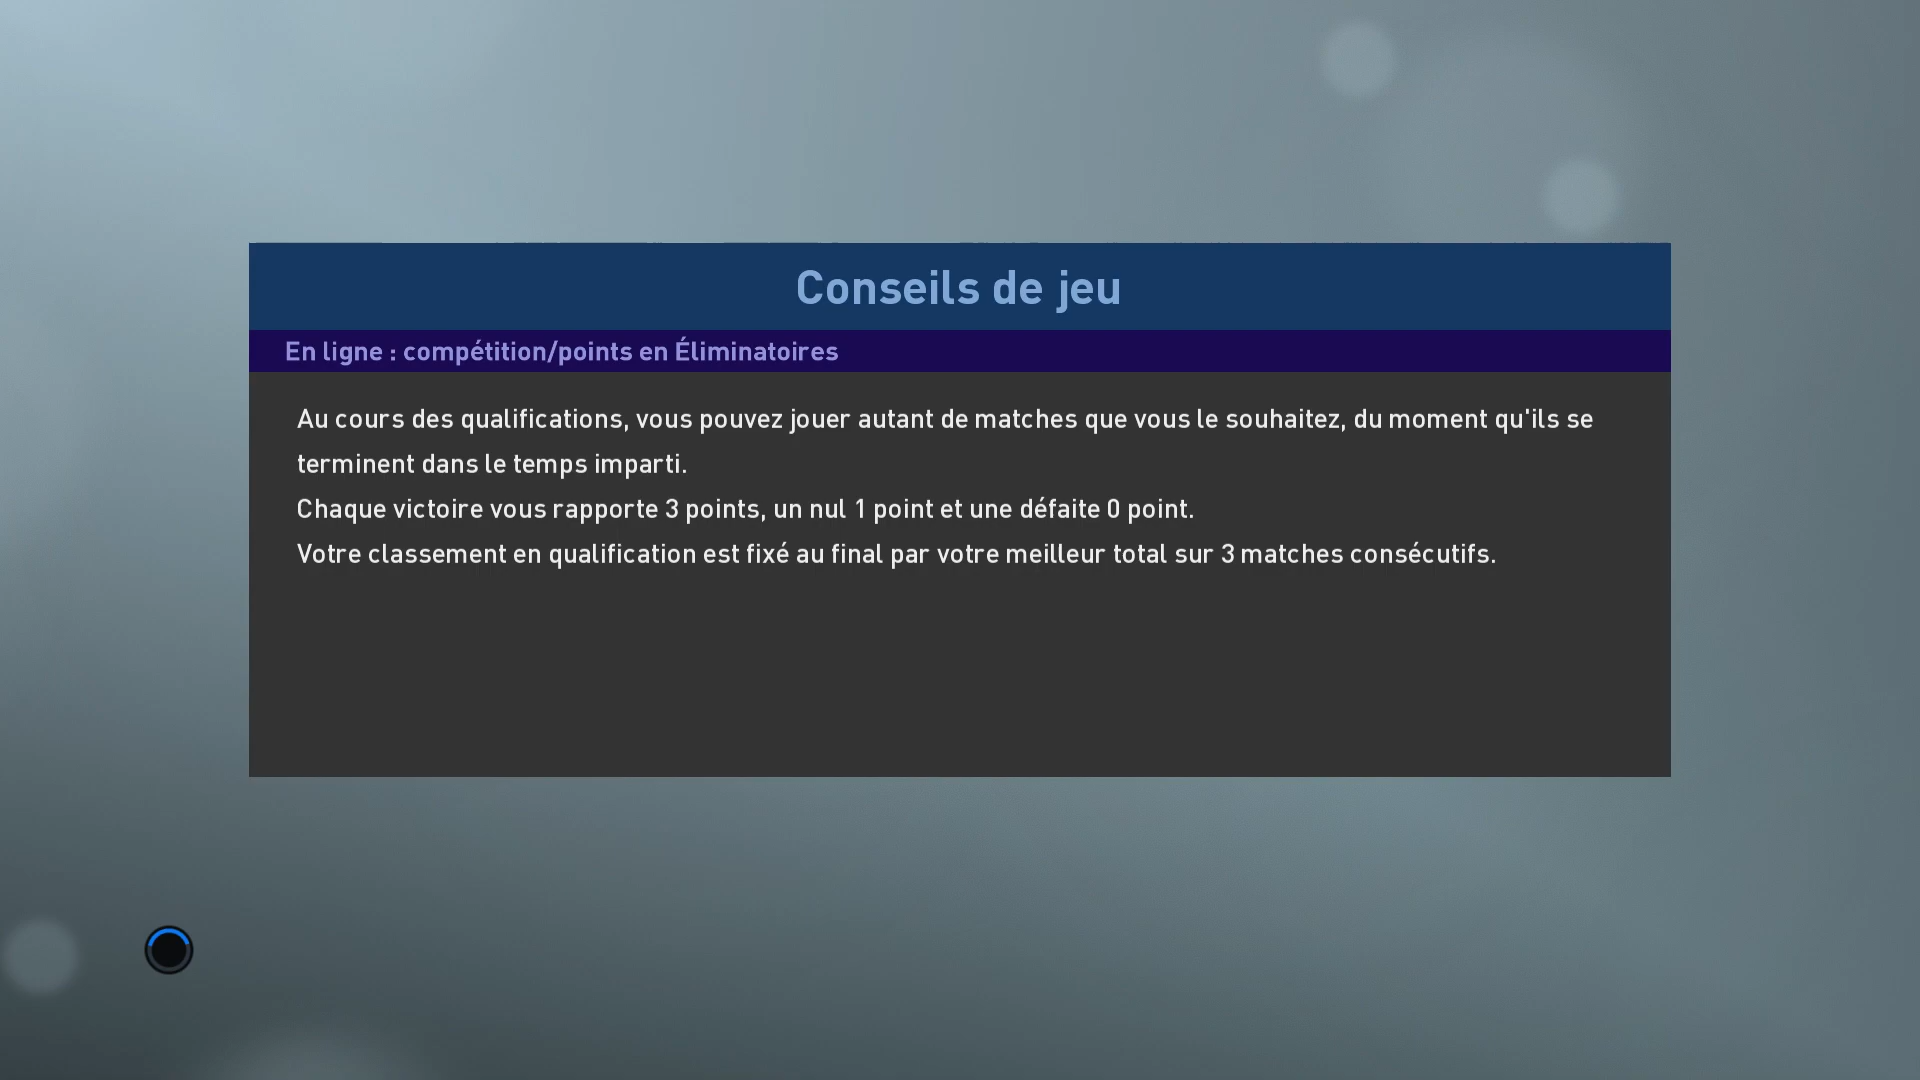 Conseils de jeu
En ligne : compétition/points en Éliminatoires
Au cours des qualifications, vous pouvez jouer autant de matches que vous le souhaitez, du moment qu'ils se
terminent dans le temps imparti.
Chaque victoire vous rapporte 3 points, un nul 1 point et une défaite 0 point.
Votre classement en qualification est fixé au final par votre meilleur total sur 3 matches consécutifs.